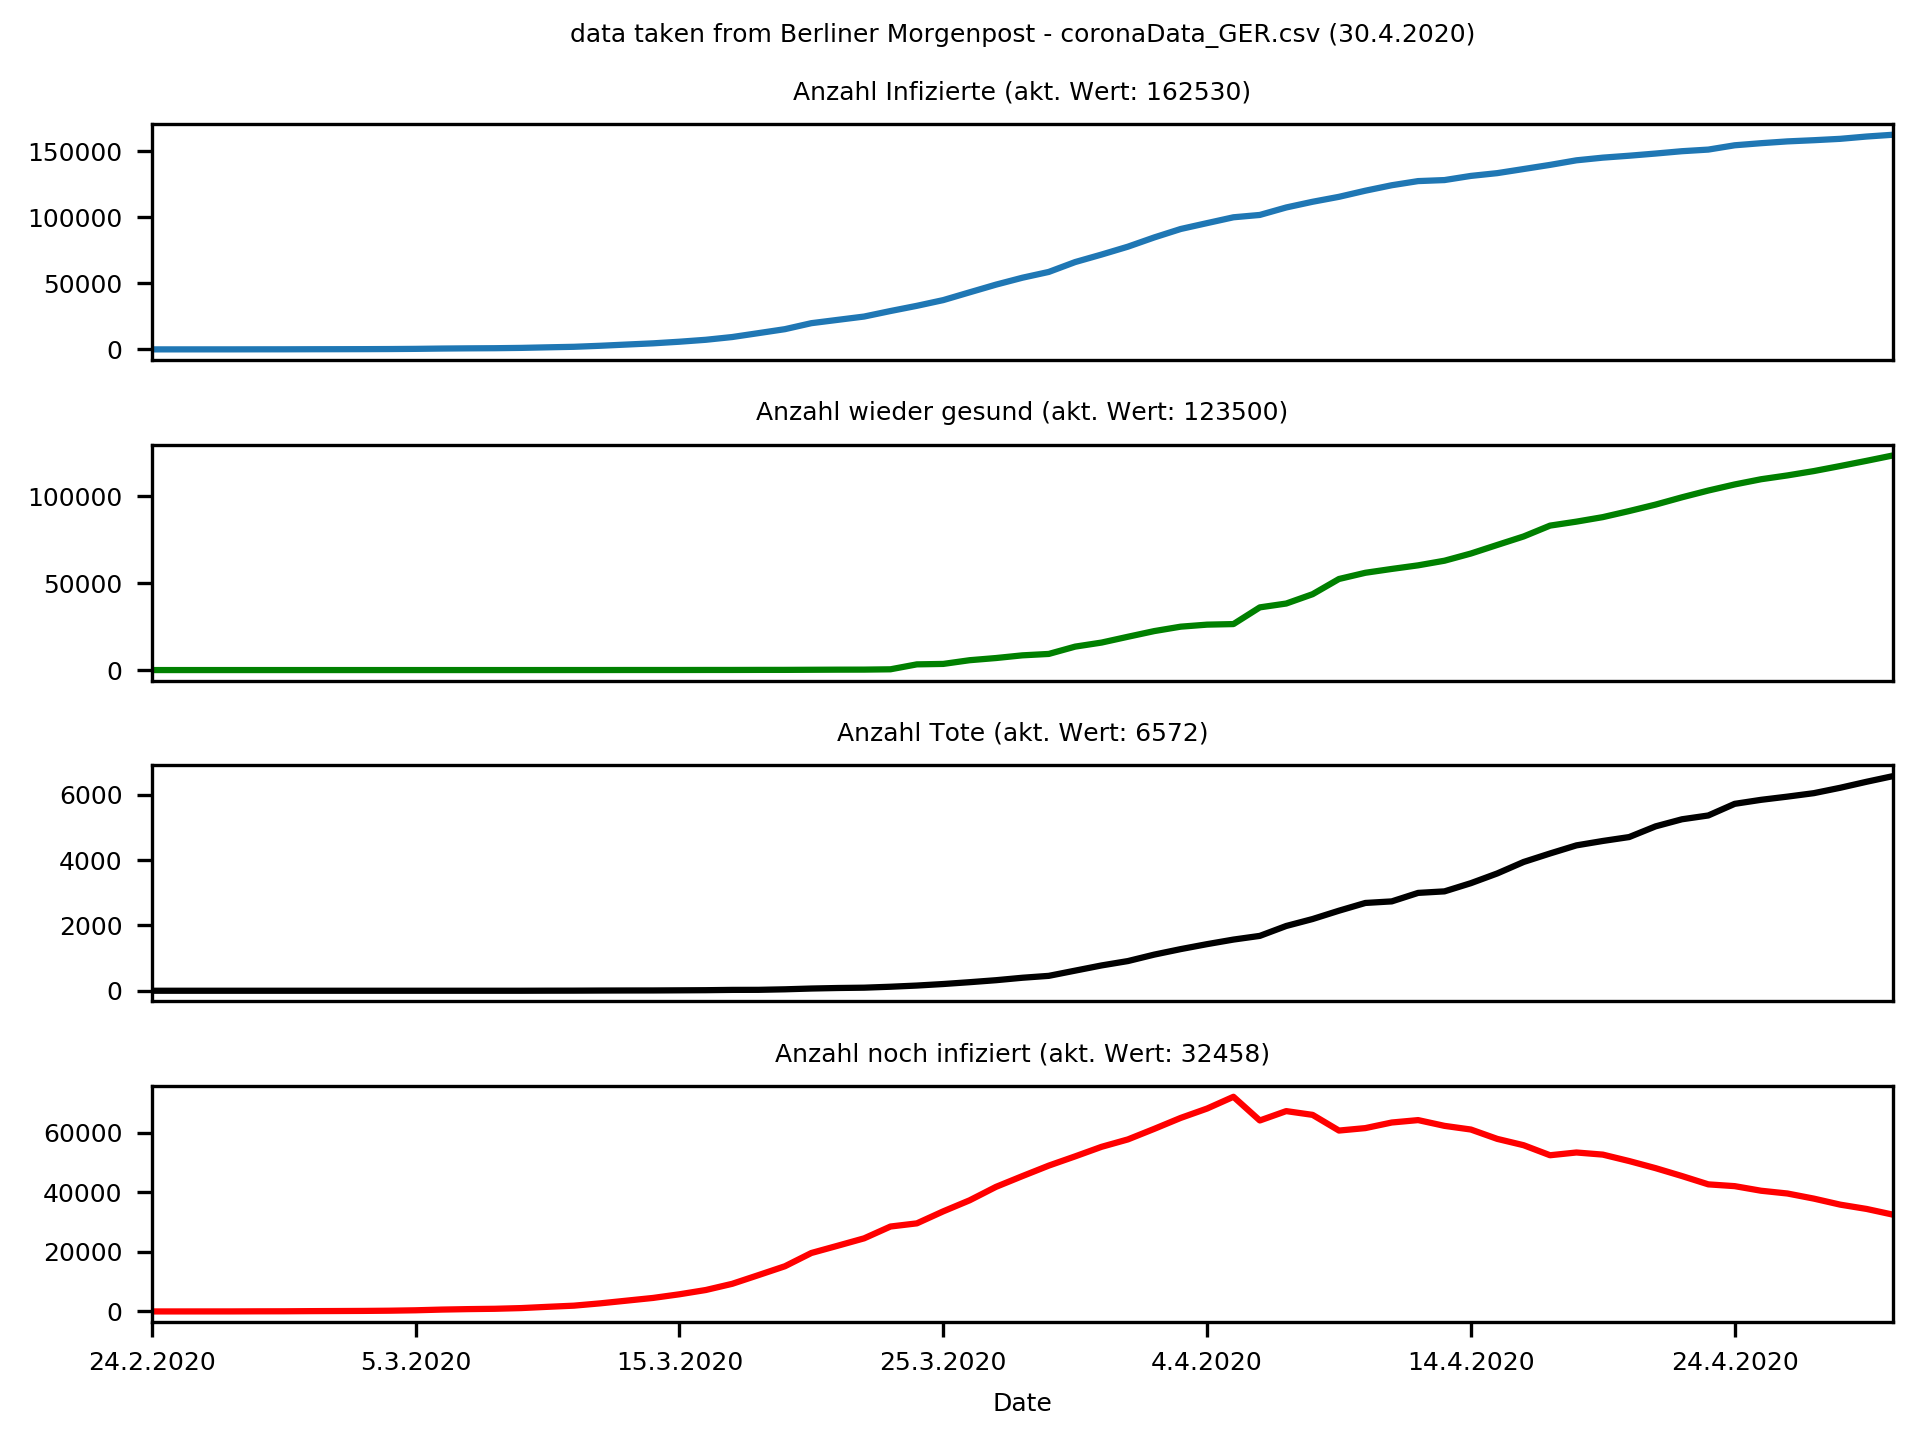 data taken from Berliner Morgenpost - coronaData_GER.csv (30.4.2020)
Anzahl Infizierte (akt. Wert: 162530)
150000
100000
50000
0
Anzahl wieder gesund (akt. Wert: 123500)
100000
50000
0
Anzahl Tote (akt. Wert: 6572)
6000
4000
2000
0
Anzahl noch infiziert (akt. Wert: 32458)
60000
40000
20000
0
24.2.2020 5.3.2020 15.3.2020 25.3.2020 4.4.2020 14.4.2020 24.4.2020
Date